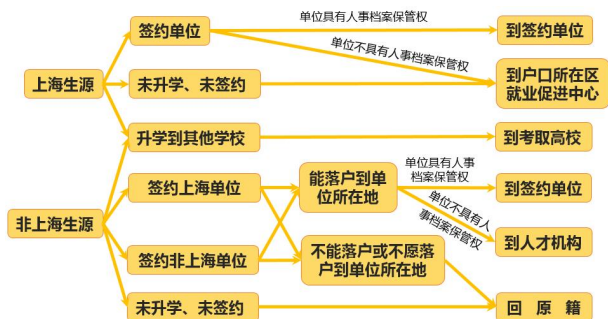 单位具有人事档案保管权
签约单位
到签约单位
单位不具有人事档案保管权
上海生源
未升学、未签约
到户口所在区
就业促进中心
升学到其他学校
到考取高校
单位具有人事
档案保管权
签约上海单位
能落户到单
位所在地
到签约单位
非上海生源
单位不具有人
事档案保管权
到人才机构
签约非上海单位
不能落户或不愿落
户到单位所在地
未升学、未签约
回 原 籍